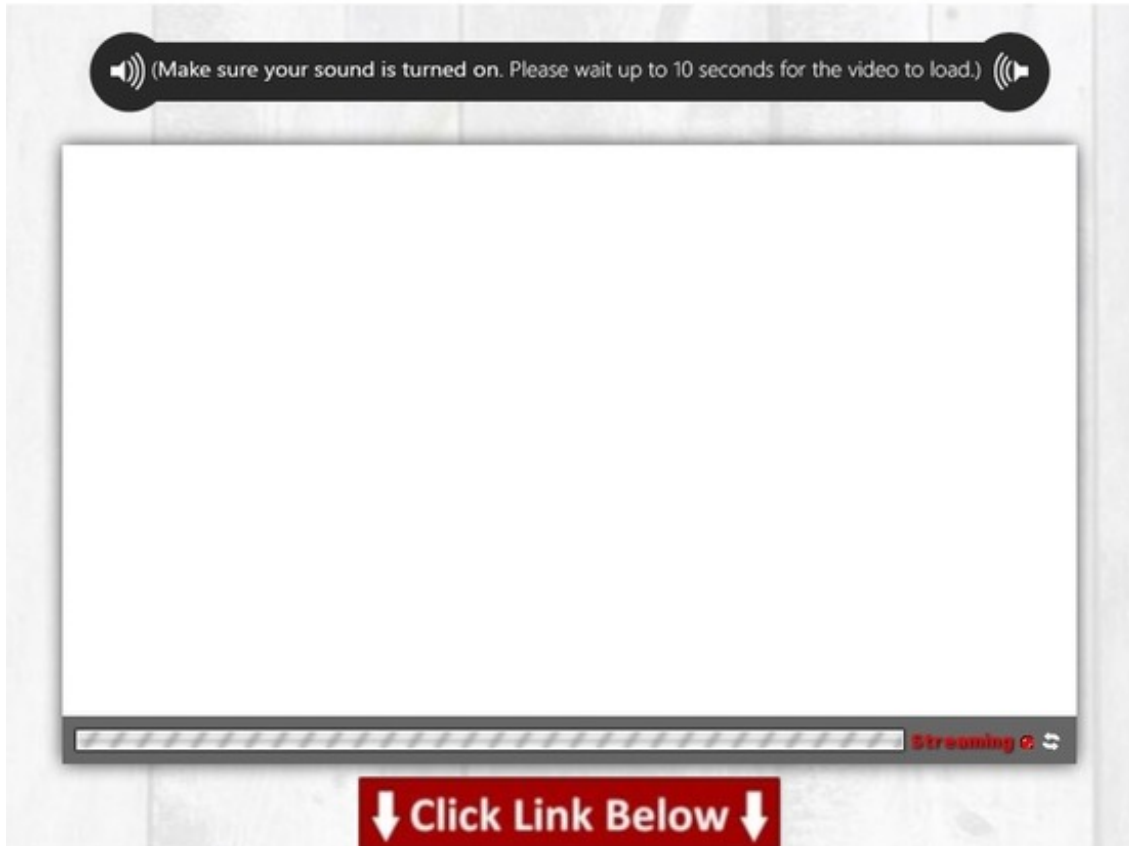 (Make sure your sound is turned on. Please wait up to 10 seconds for the video to load.)
Streaming
Click Link Below